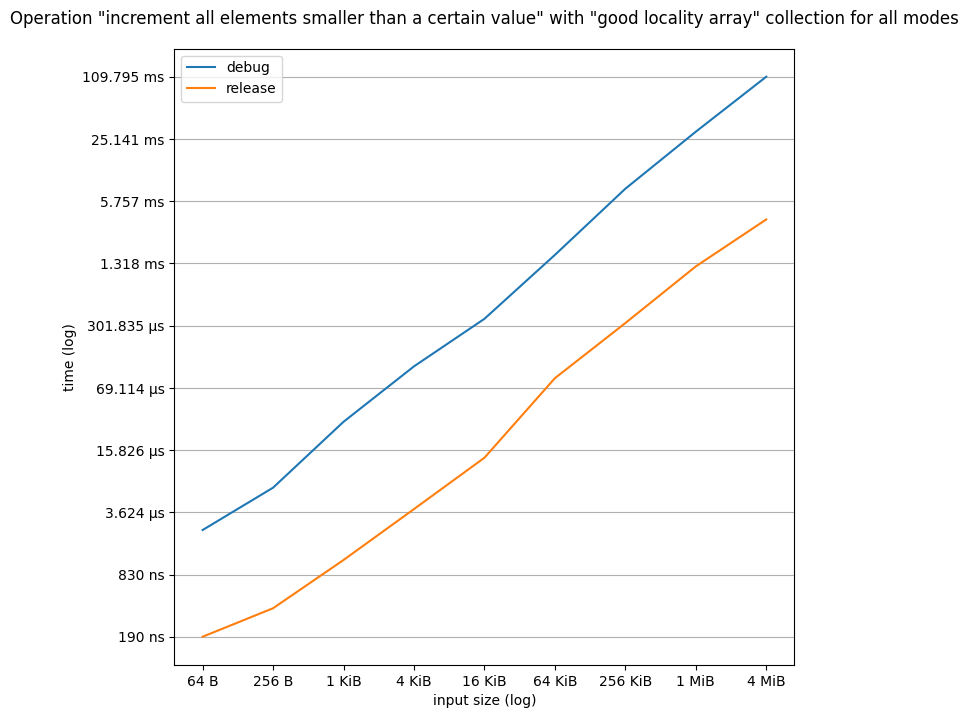 Operation "increment all elements smaller than a certain value" with "good locality array" collection for all modes
debug
release
109.795 ms
25.141 ms
5.757 ms
1.318 ms
301.835 µs
69.114 µs
15.826 µs
3.624 µs
830 ns
190 ns
time (log)
64 B 256 B 1 KiB 4 KiB 16 KiB 64 KiB 256 KiB 1 MiB 4 MiB
input size (log)